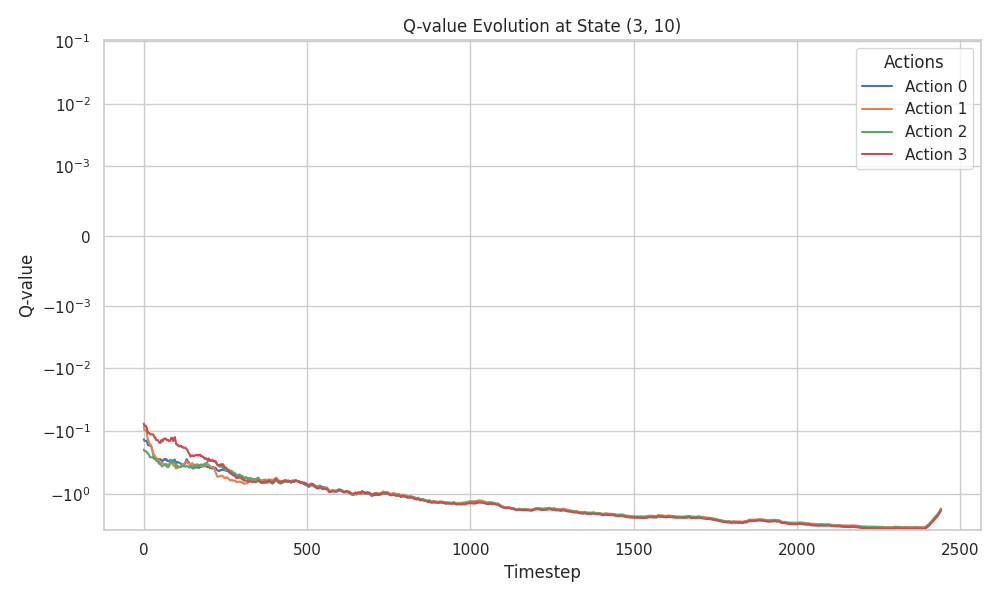 Q-value Evolution at State (3, 10)
10⁻¹
10⁻²
10⁻³
0
−10⁻³
−10⁻²
−10⁻¹
−10⁰
Q-value
Actions
Action 0
Action 1
Action 2
Action 3
0 500 1000 1500 2000 2500
Timestep